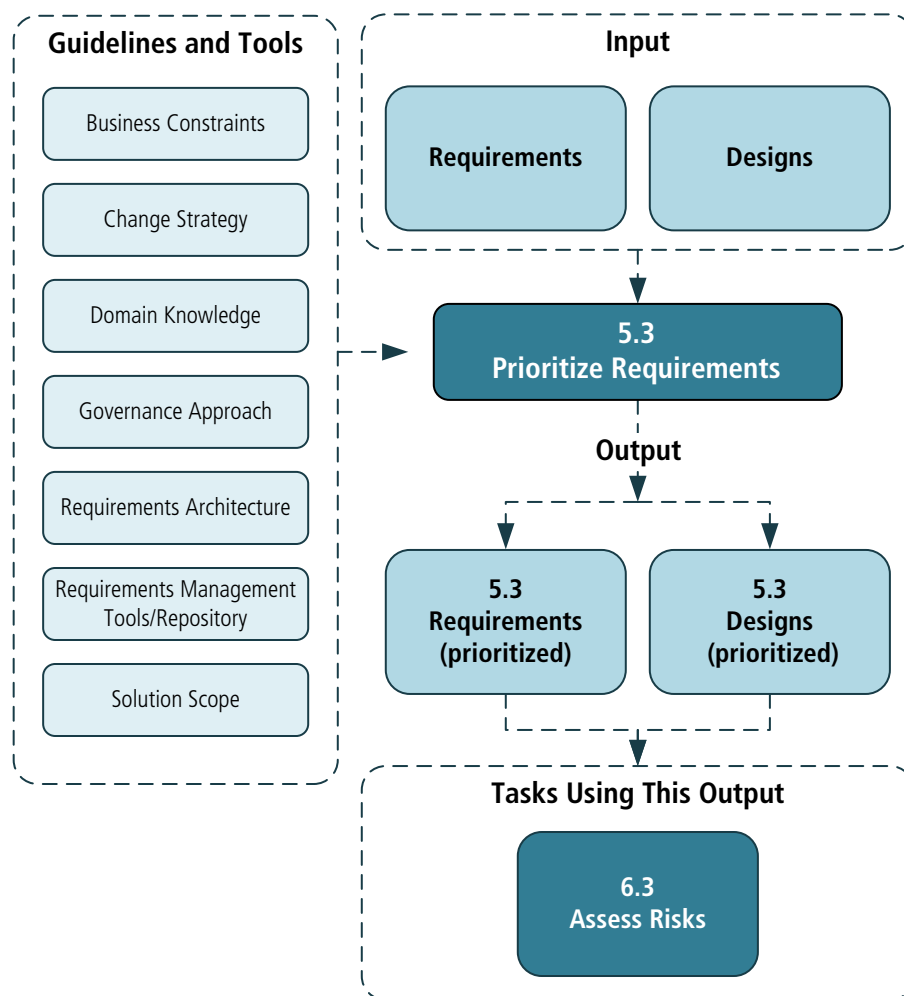 Guidelines and Tools
Business Constraints
Change Strategy
Domain Knowledge
Governance Approach
Requirements Architecture
Requirements Management
Tools/Repository
Solution Scope
Input
Requirements
Designs
5.3
Prioritize Requirements
Output
5.3
Requirements
(prioritized)
5.3
Designs
(prioritized)
Tasks Using This Output
6.3
Assess Risks